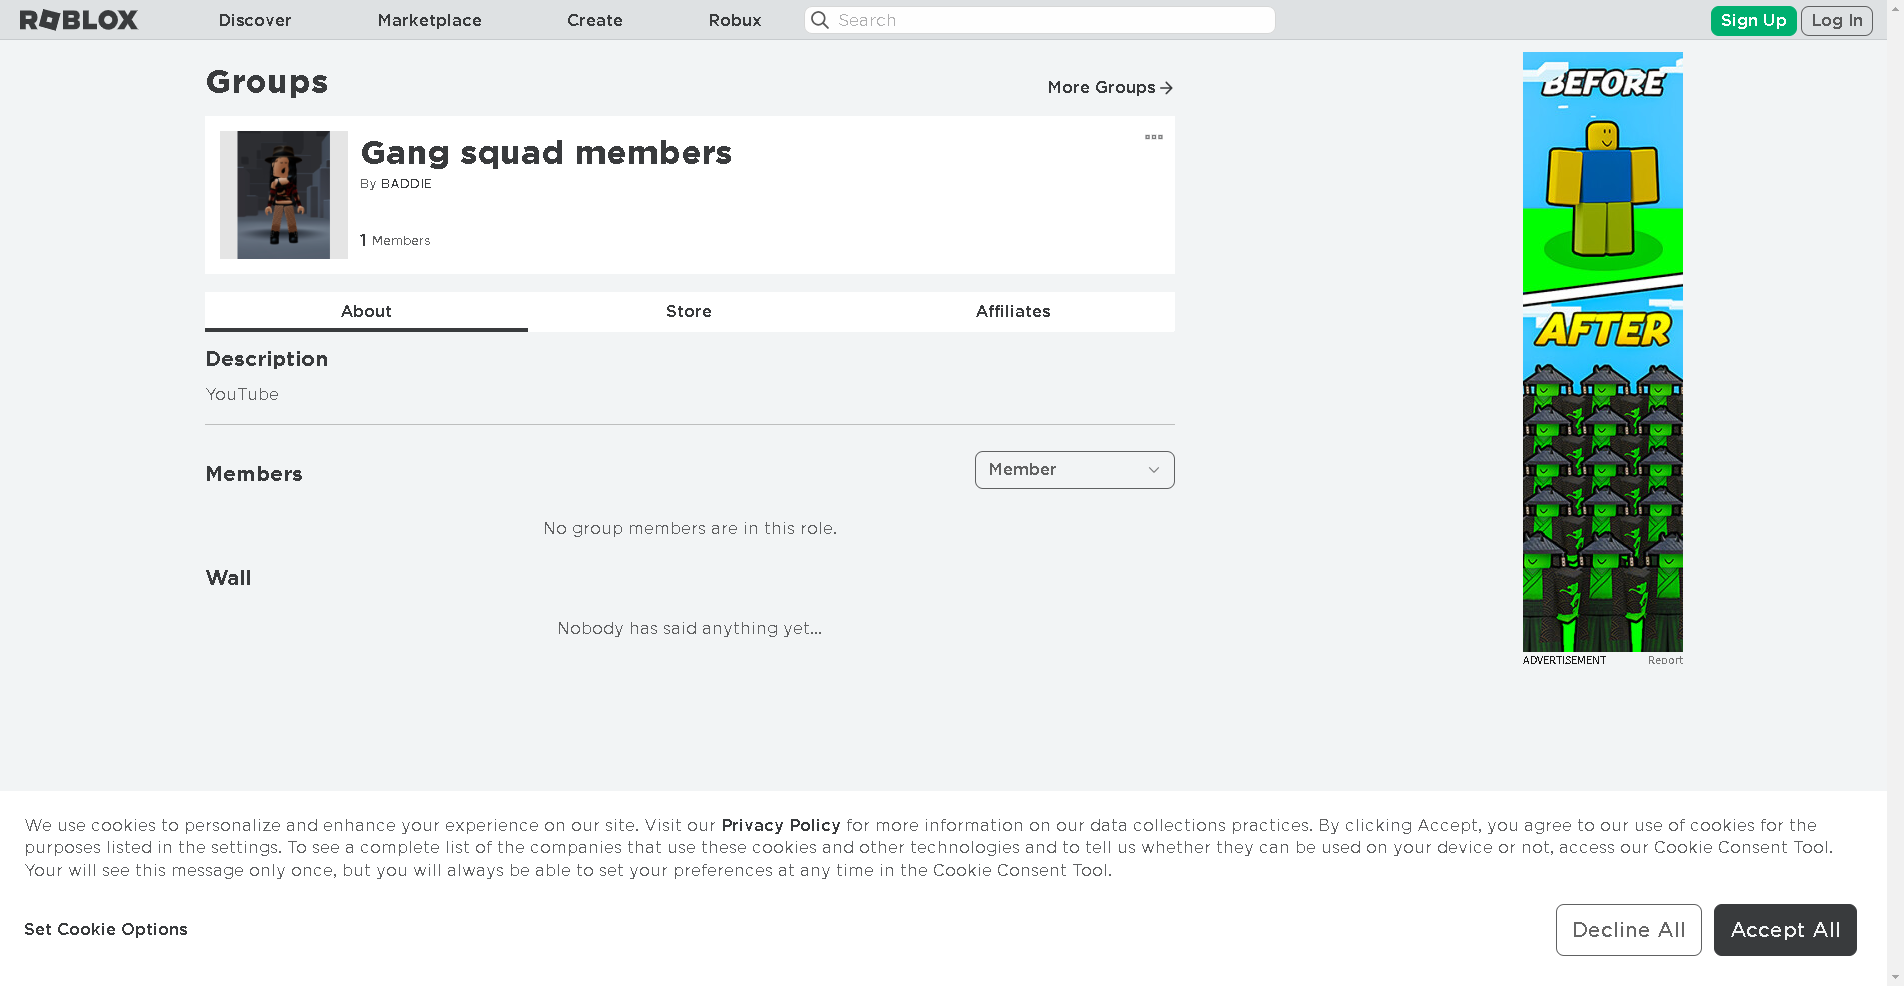 ROBLOX
Discover
Marketplace
Create
Robux
Search
Sign Up
Log In
Groups
More Groups
Gang squad members
By BADDIE
1 Members
About
Store
Affiliates
Description
YouTube
Members
Member
No group members are in this role.
Wall
Nobody has said anything yet...
BEFORE
AFTER
ADVERTISEMENT
Report
We use cookies to personalize and enhance your experience on our site. Visit our Privacy Policy for more information on our data collections practices. By clicking Accept, you agree to our use of cookies for the
purposes listed in the settings. To see a complete list of the companies that use these cookies and other technologies and to tell us whether they can be used on your device or not, access our Cookie Consent Tool.
Your will see this message only once, but you will always be able to set your preferences at any time in the Cookie Consent Tool.
Set Cookie Options
Decline All
Accept All